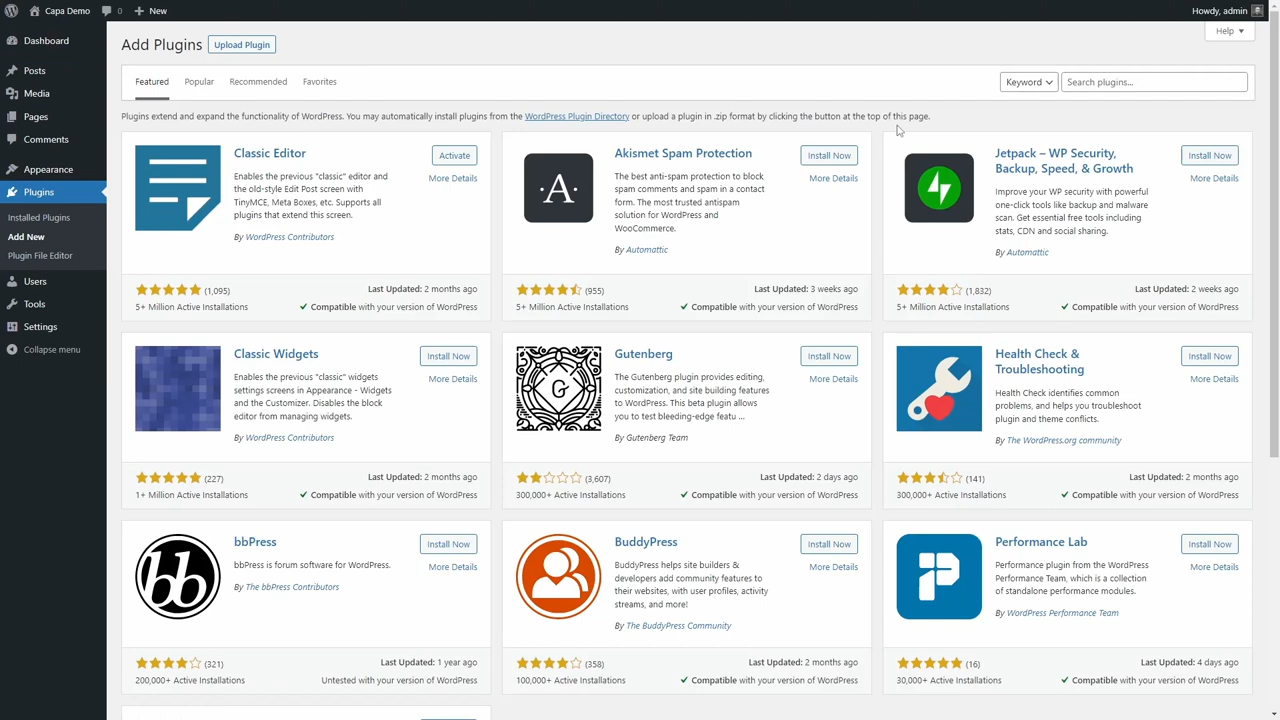 Capa Demo
0
New
Howdy, admin
Dashboard
Posts
Media
Pages
Comments
Appearance
Plugins
Installed Plugins
Add New
Plugin File Editor
Users
Tools
Settings
Collapse menu
Help
Add Plugins
Upload Plugin
Featured
Popular
Recommended
Favorites
Keyword
Search plugins...
Plugins extend and expand the functionality of WordPress. You may automatically install plugins from the WordPress Plugin Directory or upload a plugin in .zip format by clicking the button at the top of this page.
Classic Editor
Activate
More Details
Enables the previous "classic" editor and
the old-style Edit Post screen with
TinyMCE, Meta Boxes, etc. Supports all
plugins that extend this screen.
By WordPress Contributors
(1,095)
Last Updated: 2 months ago
5+ Million Active Installations
Compatible with your version of WordPress
A
Akismet Spam Protection
Install Now
More Details
The best anti-spam protection to block
spam comments and spam in a contact
form. The most trusted antispam
solution for WordPress and
WooCommerce.
By Automattic
(955)
Last Updated: 3 weeks ago
5+ Million Active Installations
Compatible with your version of WordPress
Jetpack – WP Security,
Backup, Speed, & Growth
Install Now
More Details
Improve your WP security with powerful
one-click tools like backup and malware
scan. Get essential free tools including
stats, CDN and social sharing.
By Automattic
(1,832)
Last Updated: 2 weeks ago
5+ Million Active Installations
Compatible with your version of WordPress
Classic Widgets
Install Now
More Details
Enables the previous "classic" widgets
settings screens in Appearance - Widgets
and the Customizer. Disables the block
editor from managing widgets.
By WordPress Contributors
(227)
Last Updated: 2 months ago
1+ Million Active Installations
Compatible with your version of WordPress
G
Gutenberg
Install Now
More Details
The Gutenberg plugin provides editing,
customization, and site building features
to WordPress. This beta plugin allows
you to test bleeding-edge featu ...
By Gutenberg Team
(3,607)
Last Updated: 2 days ago
300,000+ Active Installations
Compatible with your version of WordPress
Health Check &
Troubleshooting
Install Now
More Details
Health Check identifies common
problems, and helps you troubleshoot
plugin and theme conflicts.
By The WordPress.org community
(141)
Last Updated: 2 months ago
300,000+ Active Installations
Compatible with your version of WordPress
bb
bbPress
Install Now
More Details
bbPress is forum software for WordPress.
By The bbPress Contributors
(321)
Last Updated: 1 year ago
200,000+ Active Installations
Untested with your version of WordPress
BuddyPress
Install Now
More Details
BuddyPress helps site builders &
developers add community features to
their websites, with user profiles, activity
streams, and more!
By The BuddyPress Community
(358)
Last Updated: 2 months ago
100,000+ Active Installations
Compatible with your version of WordPress
Performance Lab
Install Now
More Details
Performance plugin from the WordPress
Performance Team, which is a collection
of standalone performance modules.
By WordPress Performance Team
(16)
Last Updated: 4 days ago
30,000+ Active Installations
Compatible with your version of WordPress